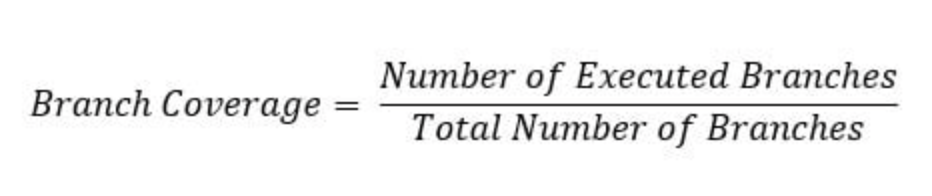 Branch Coverage = Number of Executed Branches
Total Number of Branches